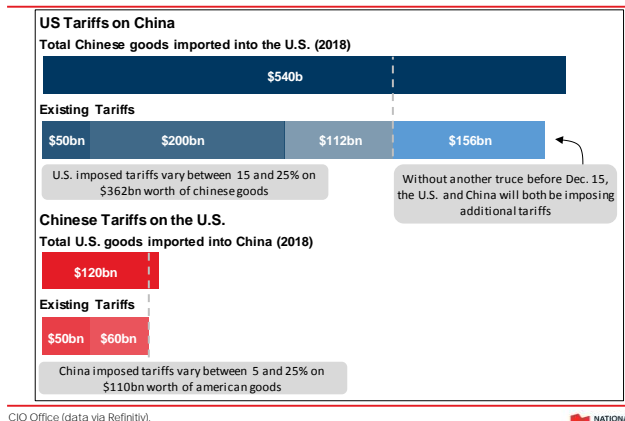 US Tariffs on China
Total Chinese goods imported into the U.S. (2018)
$540b
Existing Tariffs
$50bn $200bn $112bn $156bn
U.S. imposed tariffs vary between 15 and 25% on
$362bn worth of chinese goods
Without another truce before Dec. 15,
the U.S. and China will both be imposing
additional tariffs
Chinese Tariffs on the U.S.
Total U.S. goods imported into China (2018)
$120bn
Existing Tariffs
$50bn $60bn
China imposed tariffs vary between 5 and 25% on
$110bn worth of american goods
CIO Office (data via Refinitiv).